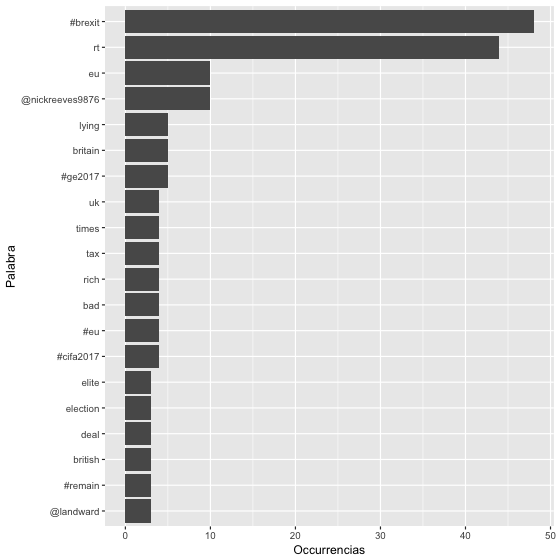 #brexit
rt
eu
@nickreeves9876
lying
britain
#ge2017
uk
times
tax
rich
bad
#eu
#cifa2017
elite
election
deal
british
#remain
@landward
Palabra
0 10 20 30 40 50
Occurrencias